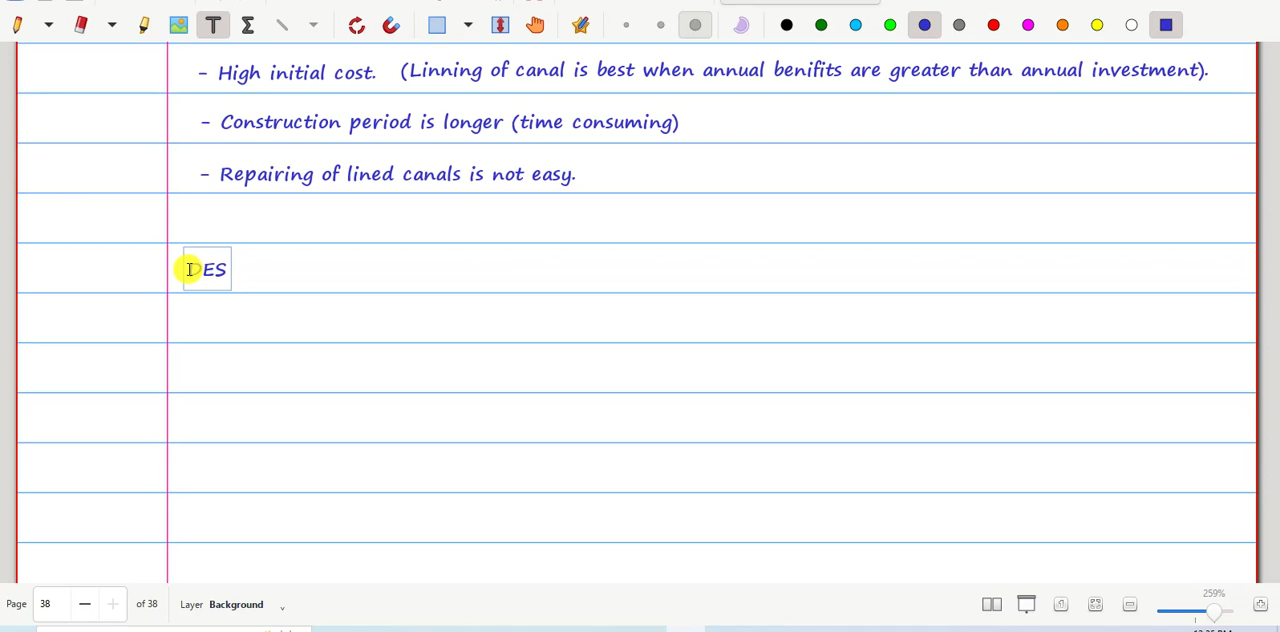 - High initial cost. (Linning of canal is best when annual benifits are greater than annual investment).
- Construction period is longer (time consuming)
- Repairing of lined canals is not easy.
DES
Page 38 of 38 Layer Background 259%